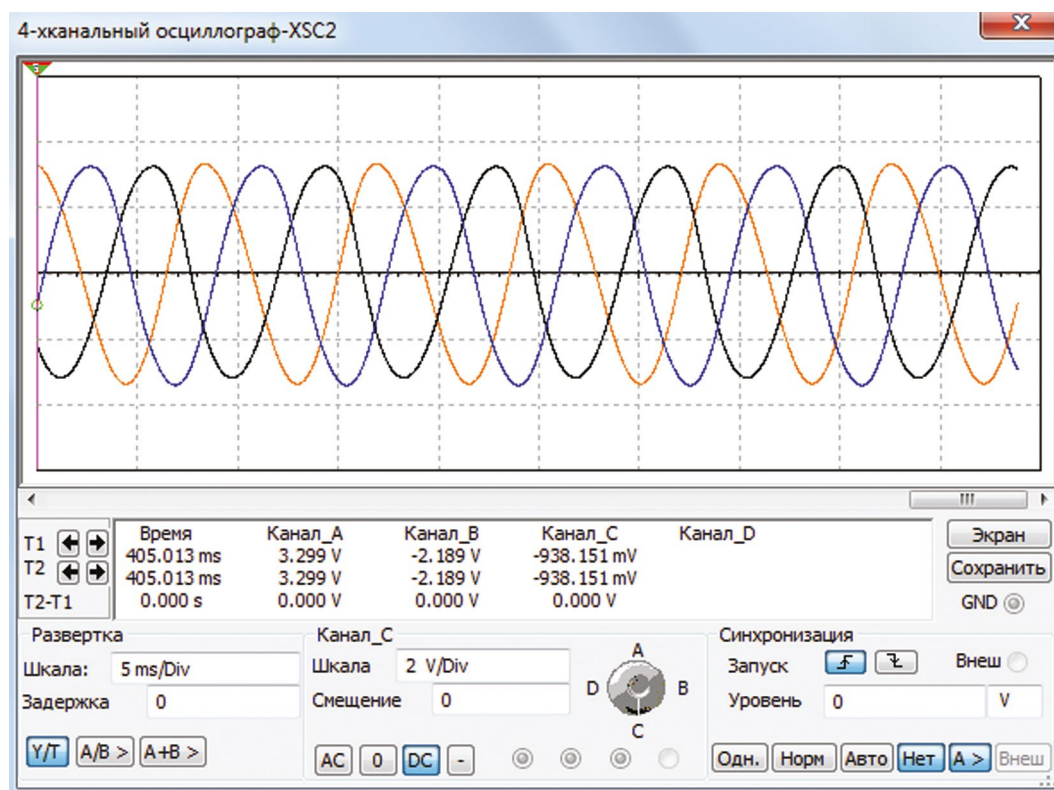 4-хканальный осциллограф-XSC2
T1
Время Канал_A Канал_B Канал_C Канал_D
405.013 ms 3.299 V -2.189 V -938.151 mV
T2
405.013 ms 3.299 V -2.189 V -938.151 mV
T2-T1
0.000 s 0.000 V 0.000 V 0.000 V
Экран
Сохранить
GND
Развертка
Шкала: 5 ms/Div
Задержка 0
Y/T A/B > A+B >
Канал_C
Шкала 2 V/Div
Смещение 0
AC 0 DC -
A
D B
C
Синхронизация
Запуск Внеш
Уровень 0 V
Одн. Норм Авто Нет A > Внеш